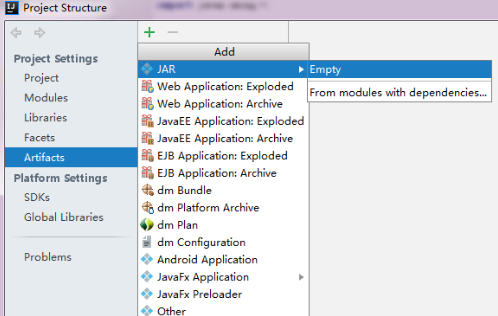 Project Structure
Project Settings
Project
Modules
Libraries
Facets
Artifacts
Platform Settings
SDKs
Global Libraries
Problems
Add
JAR
Web Application: Exploded
Web Application: Archive
JavaEE Application: Exploded
JavaEE Application: Archive
EJB Application: Exploded
EJB Application: Archive
dm Bundle
dm Platform Archive
dm Plan
dm Configuration
Android Application
JavaFx Application
JavaFx Preloader
Other
Empty
From modules with dependencies...